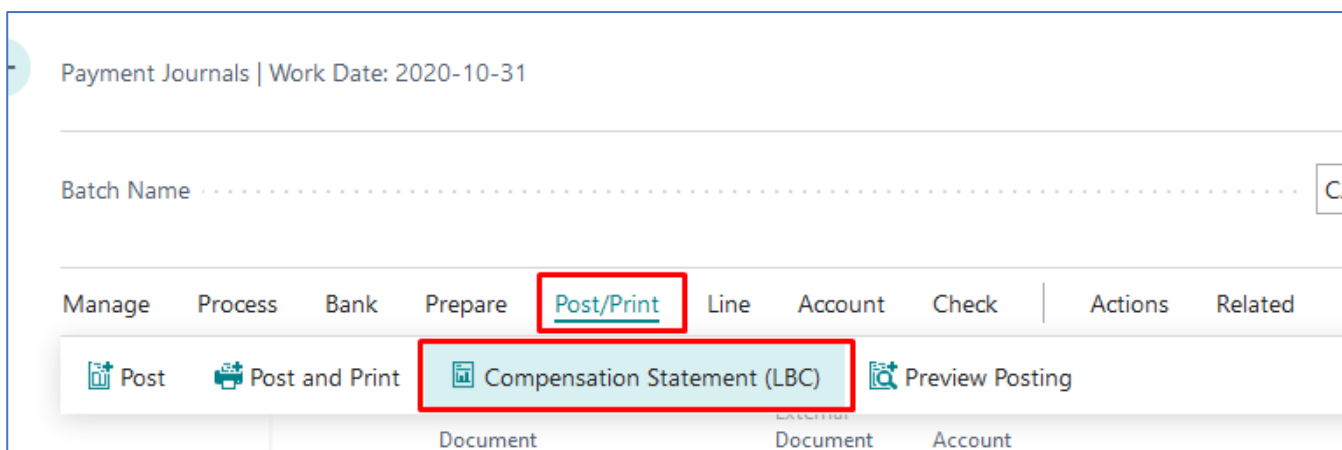 Payment Journals | Work Date: 2020-10-31
Batch Name
Manage Process Bank Prepare Post/Print Line Account Check Actions Related
Post Post and Print Compensation Statement (LBC) Preview Posting
External
Document Document Account